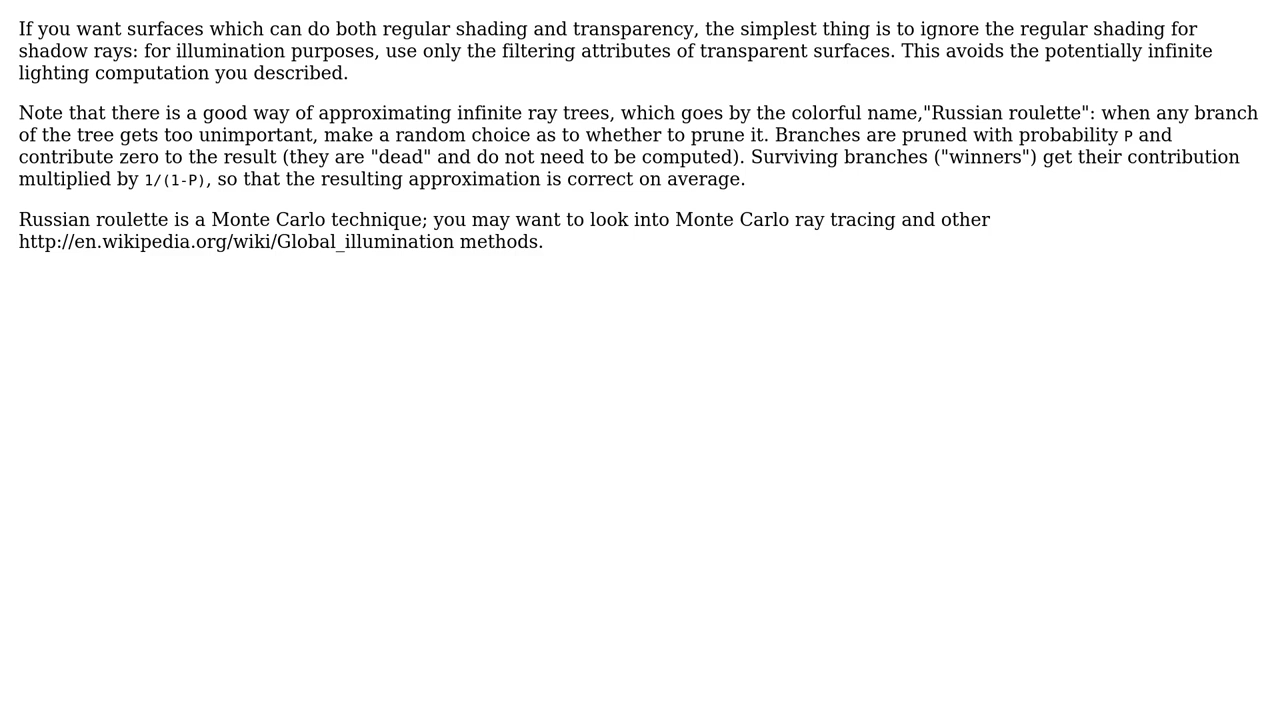 If you want surfaces which can do both regular shading and transparency, the simplest thing is to ignore the regular shading for
shadow rays: for illumination purposes, use only the filtering attributes of transparent surfaces. This avoids the potentially infinite
lighting computation you described.
Note that there is a good way of approximating infinite ray trees, which goes by the colorful name,"Russian roulette": when any branch
of the tree gets too unimportant, make a random choice as to whether to prune it. Branches are pruned with probability P and
contribute zero to the result (they are "dead" and do not need to be computed). Surviving branches ("winners") get their contribution
multiplied by 1/(1-P), so that the resulting approximation is correct on average.
Russian roulette is a Monte Carlo technique; you may want to look into Monte Carlo ray tracing and other
http://en.wikipedia.org/wiki/Global_illumination methods.